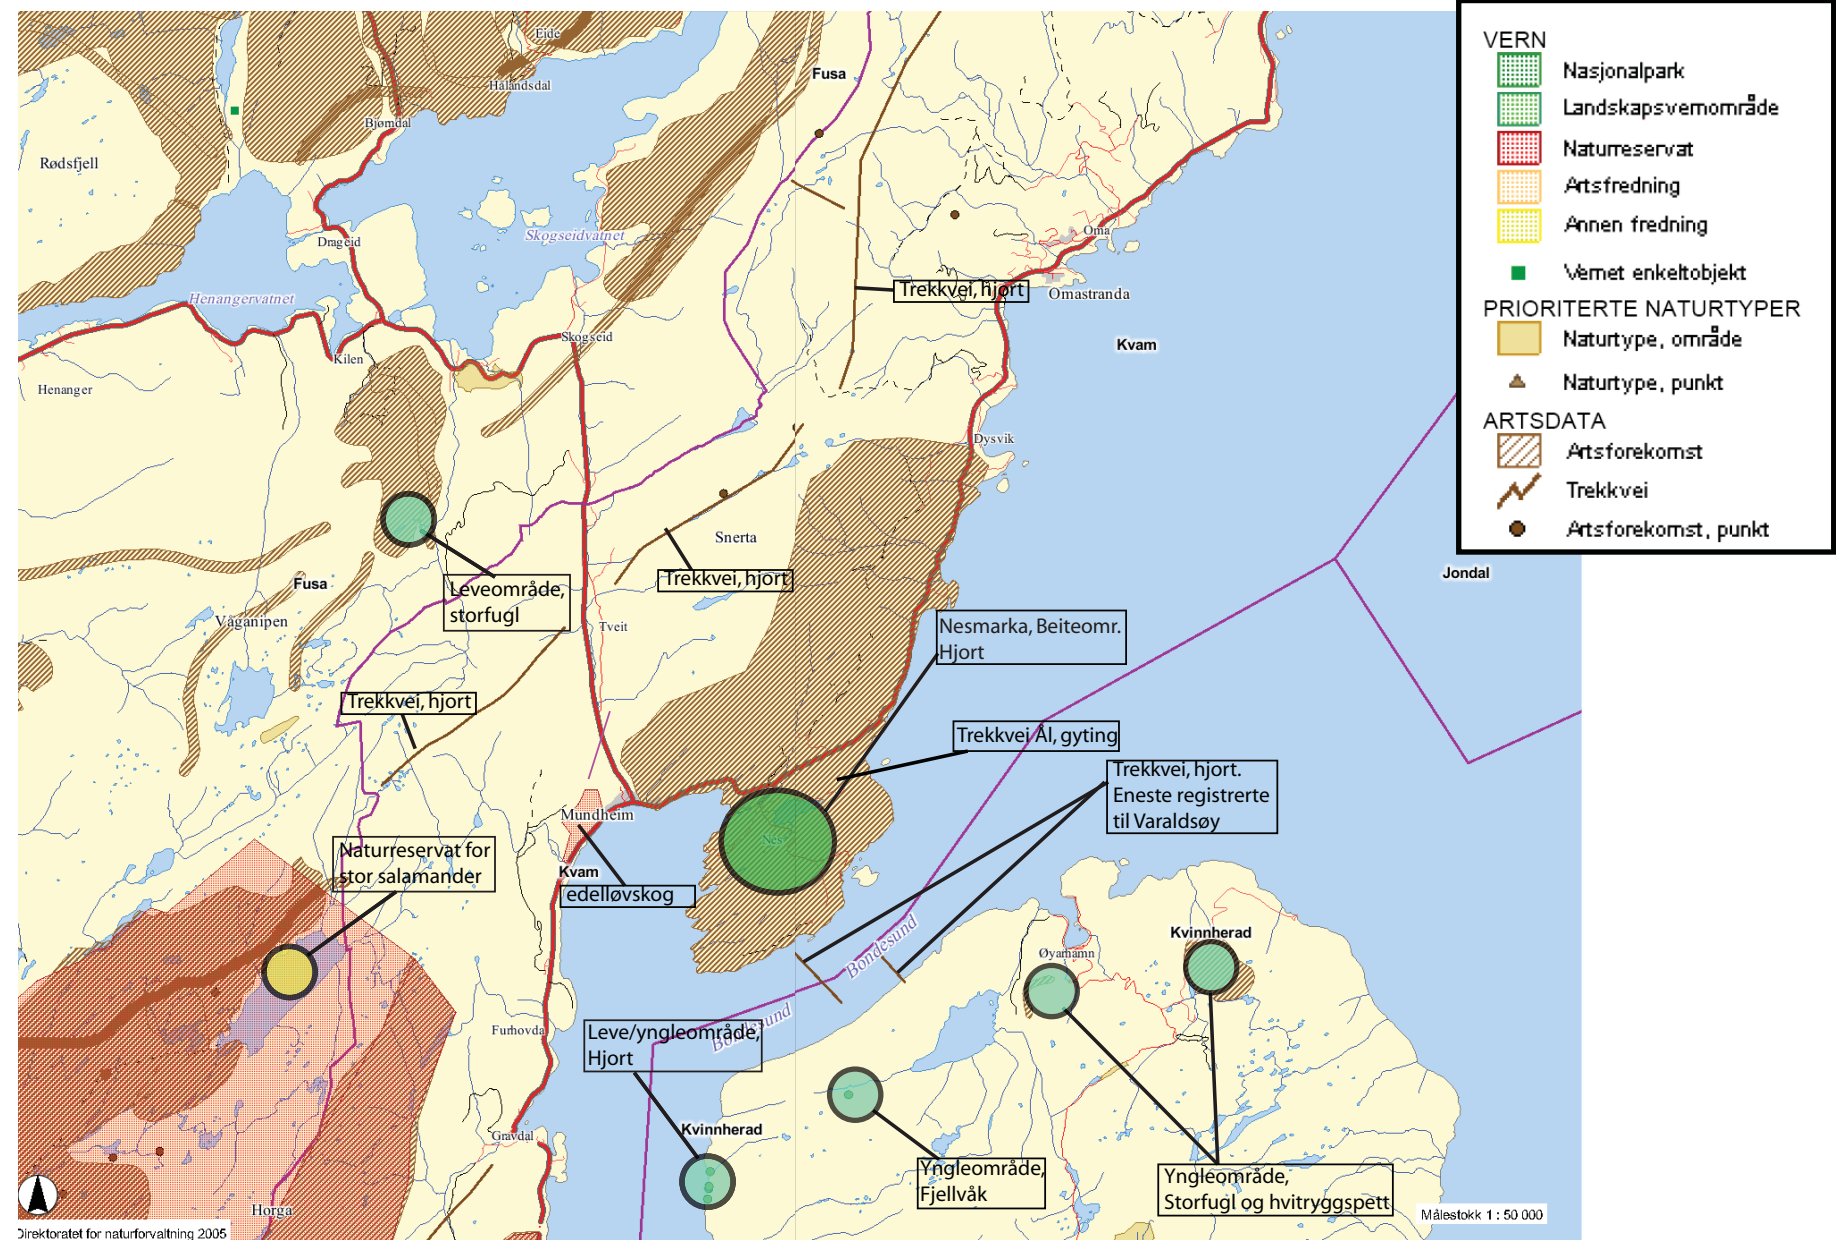 VERN
Nasjonalpark
Landskapsvernområde
Naturreservat
Artsfredning
Annen fredning
Vernet enkeltobjekt
PRIORITERTE NATURTYPER
Naturtype, område
Naturtype, punkt
ARTSDATA
Artsforekomst
Trekkvei
Artsforekomst, punkt
Eide
Fusa
Halandsdal
Bjørndal
Rødsfjell
Drageid
Skogseidvatnet
Oma
Henangervatnet
Trekkvei, hjort
Omastranda
Skogseid
Kvam
Kilen
Henanger
Dysvik
Snerta
Jondal
Trekkvei, hjort
Fusa
Leveområde,
storfugl
Våganipen
Tveit
Nesmarka, Beiteomr.
Hjort
Trekkvei, hjort
Trekkvei Ål, gyting
Trekkvei, hjort.
Eneste registrerte
til Varaldsøy
Mundheim
Nes
Naturreservat for
stor salamander
Kvam
edelløvskog
Kvinnherad
Bondesund
Øyamann
Furhovda
Bondesund
Leve/yngleområde,
Hjort
Kvinnherad
Gravdal
Yngleområde,
Fjellvåk
Yngleområde,
Storfugl og hvitryggspett
Horga
Målestokk 1 : 50 000
Direktoratet for naturforvaltning 2005